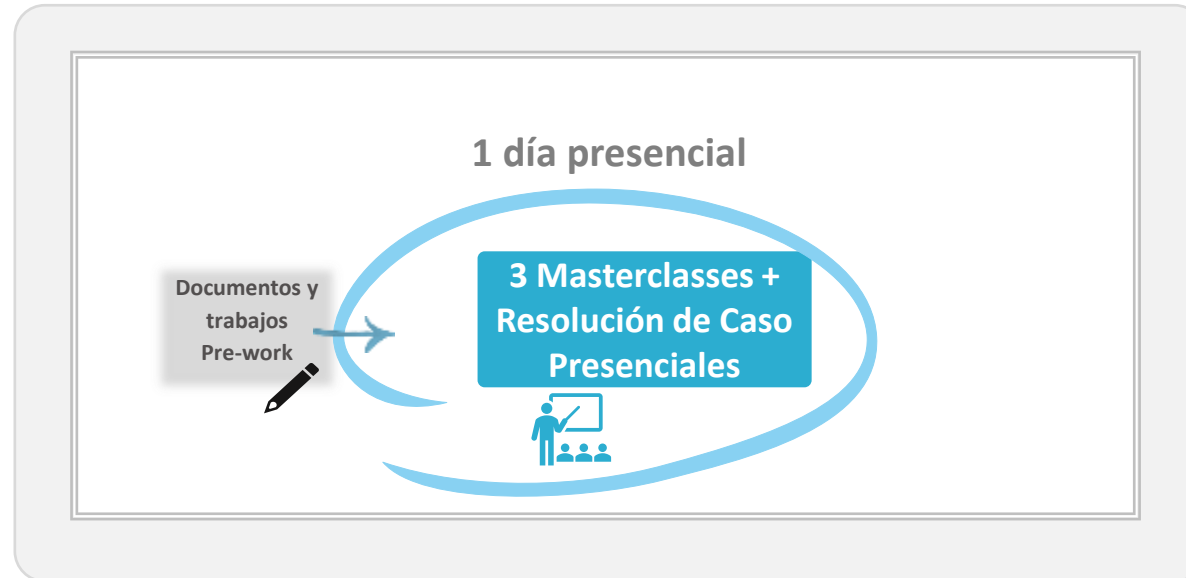 1 día presencial
Documentos y
trabajos
Pre-work
3 Masterclasses +
Resolución de Caso
Presenciales